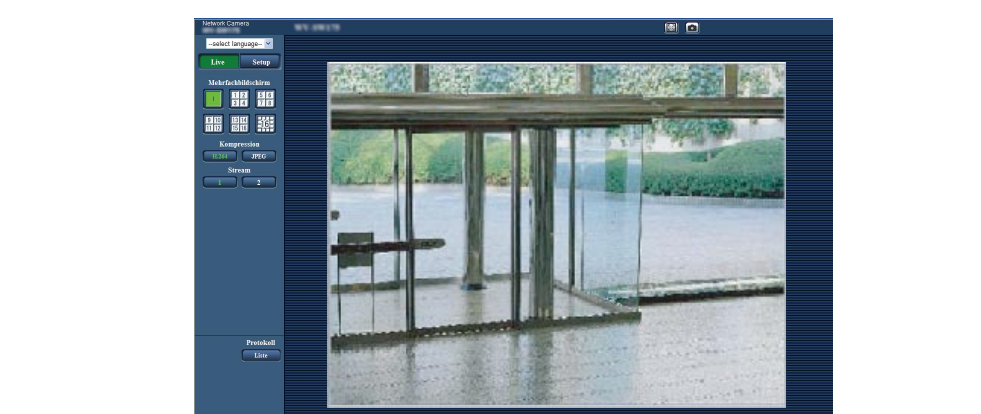 Network Camera
--select language--
Live Setup
Mehrfachbildschirm
1
1 2
3 4
5 6
7 8
9 10
11 12
13 14
15 16
16
Kompression
H.264 JPEG
Stream
1 2
Protokoll
Liste